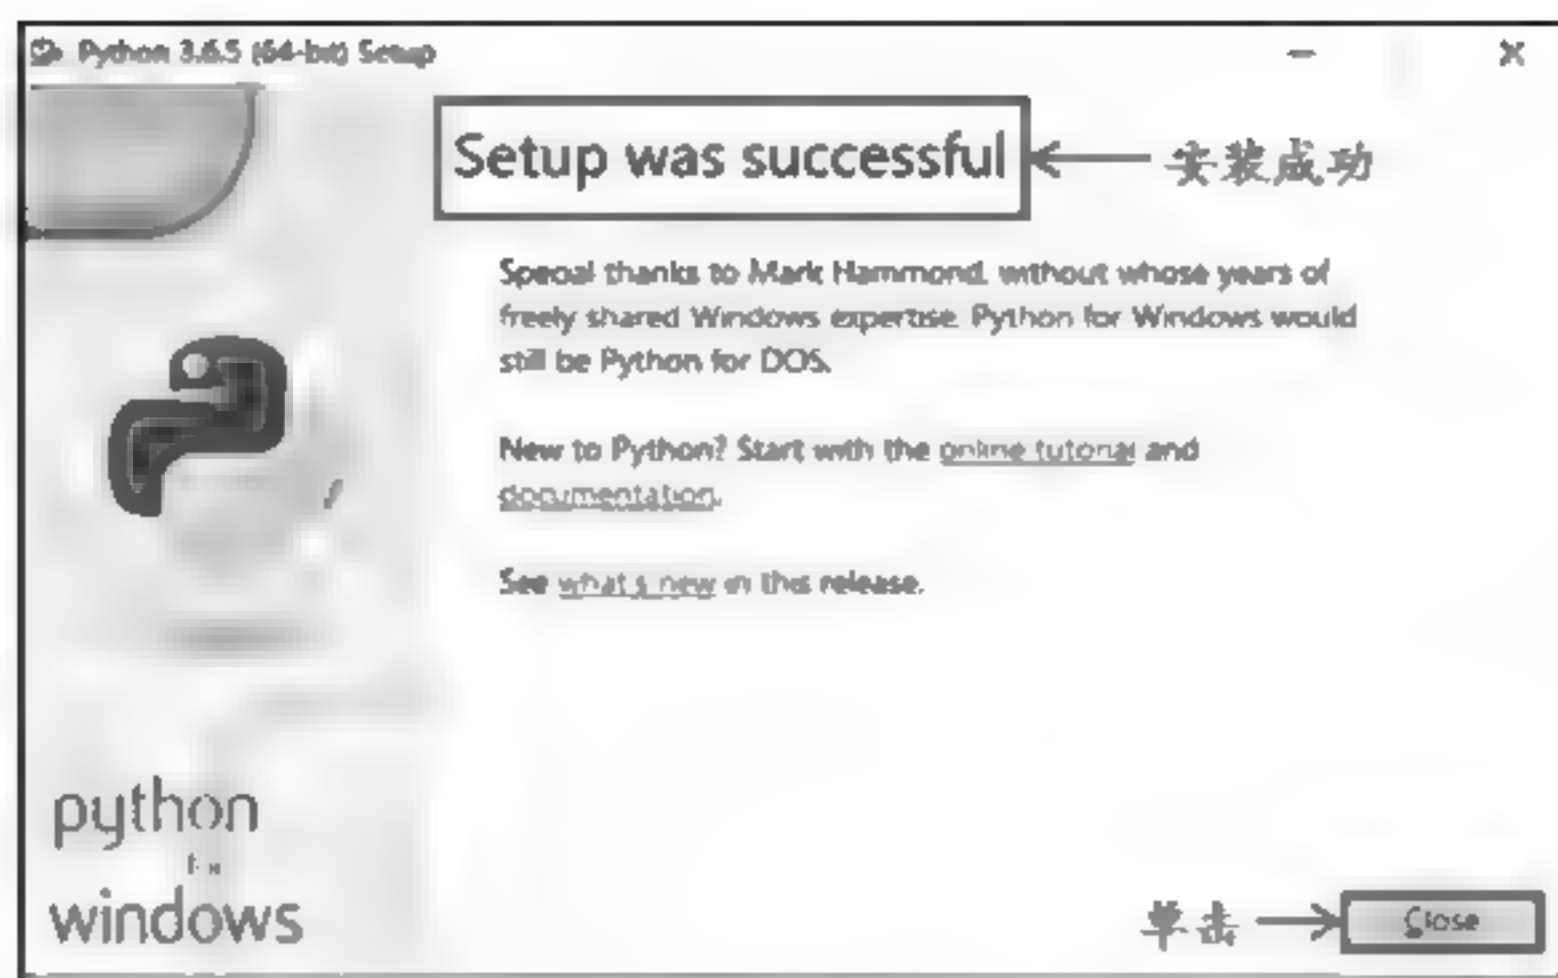 Python 3.6.5 (64-bit) Setup
Setup was successful
安装成功
Special thanks to Mark Hammond, without whose years of
freely shared Windows expertise, Python for Windows would
still be Python for DOS.
New to Python? Start with the online tutorial and
documentation.
See what's new in this release.
python
for
windows
单击
Close